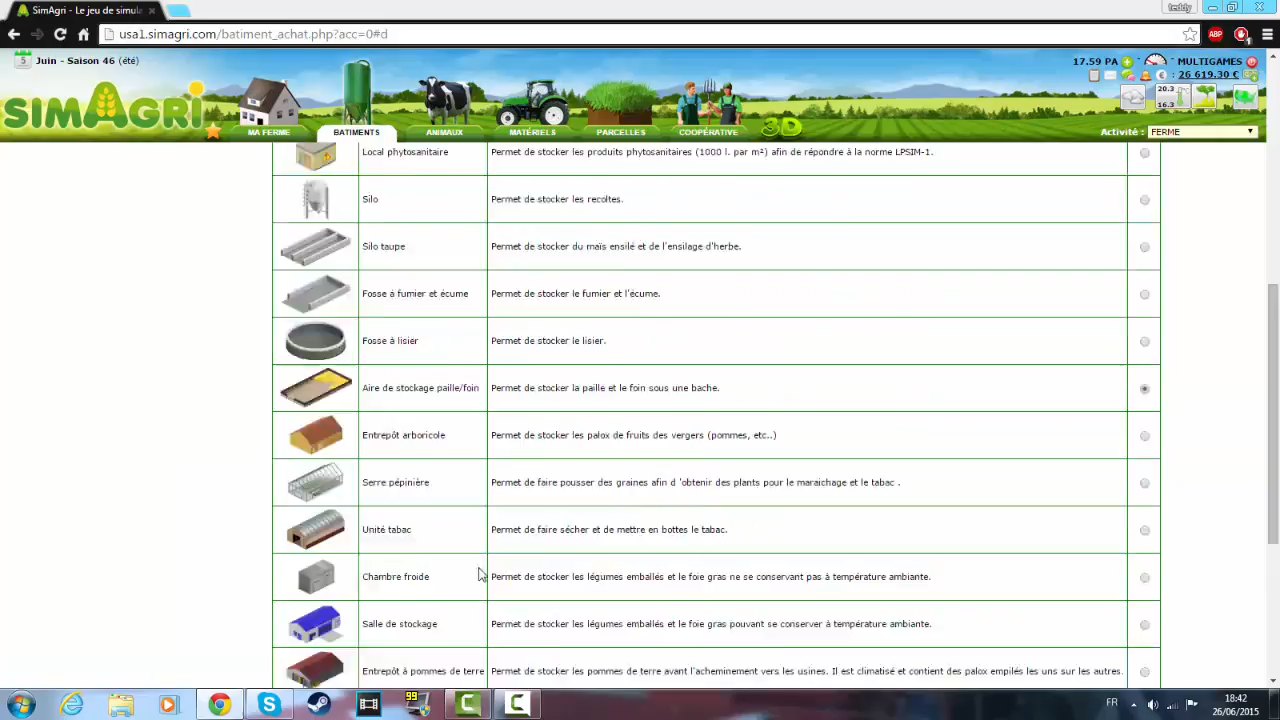 SimAgri - Le jeu de simula
teddy
usa1.simagri.com/batiment_achat.php?acc=0#d
ABP
1
5 Juin - Saison 46 (été)
17.59 PA
MULTIGAMES
€ : 26 619.30 €
20.3
16.3
SIMAGRI
MA FERME
BATIMENTS
ANIMAUX
MATÉRIELS
PARCELLES
COOPÉRATIVE
3D
Activité : FERME
Local phytosanitaire Permet de stocker les produits phytosanitaires (1000 l. par m²) afin de répondre à la norme LPSIM-1.
Silo Permet de stocker les recoltes.
Silo taupe Permet de stocker du maïs ensilé et de l'ensilage d'herbe.
Fosse à fumier et écume Permet de stocker le fumier et l'écume.
Fosse à lisier Permet de stocker le lisier.
Aire de stockage paille/foin Permet de stocker la paille et le foin sous une bache.
Entrepôt arboricole Permet de stocker les palox de fruits des vergers (pommes, etc..)
Serre pépinière Permet de faire pousser des graines afin d 'obtenir des plants pour le maraichage et le tabac .
Unité tabac Permet de faire sécher et de mettre en bottes le tabac.
Chambre froide Permet de stocker les légumes emballés et le foie gras ne se conservant pas à température ambiante.
Salle de stockage Permet de stocker les légumes emballés et le foie gras pouvant se conserver à température ambiante.
Entrepôt à pommes de terre Permet de stocker les pommes de terre avant l'acheminement vers les usines. Il est climatisé et contient des palox empilés les uns sur les autres.
99
FR
18:42
26/06/2015